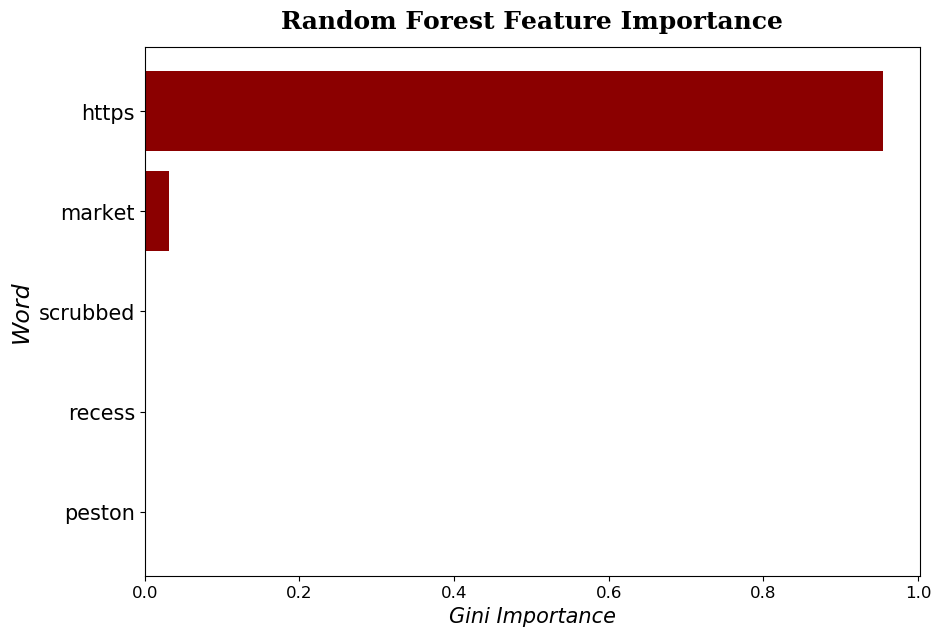 Random Forest Feature Importance
https
market
scrubbed
recess
peston
Word
0.0 0.2 0.4 0.6 0.8 1.0
Gini Importance